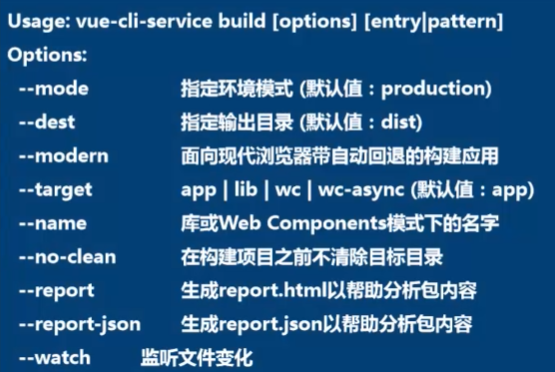 Usage: vue-cli-service build [options] [entry|pattern]
Options:
--mode 指定环境模式 (默认值：production)
--dest 指定输出目录 (默认值：dist)
--modern 面向现代浏览器带自动回退的构建应用
--target app | lib | wc | wc-async (默认值：app)
--name 库或Web Components模式下的名字
--no-clean 在构建项目之前不清除目标目录
--report 生成report.html以帮助分析包内容
--report-json 生成report.json以帮助分析包内容
--watch 监听文件变化